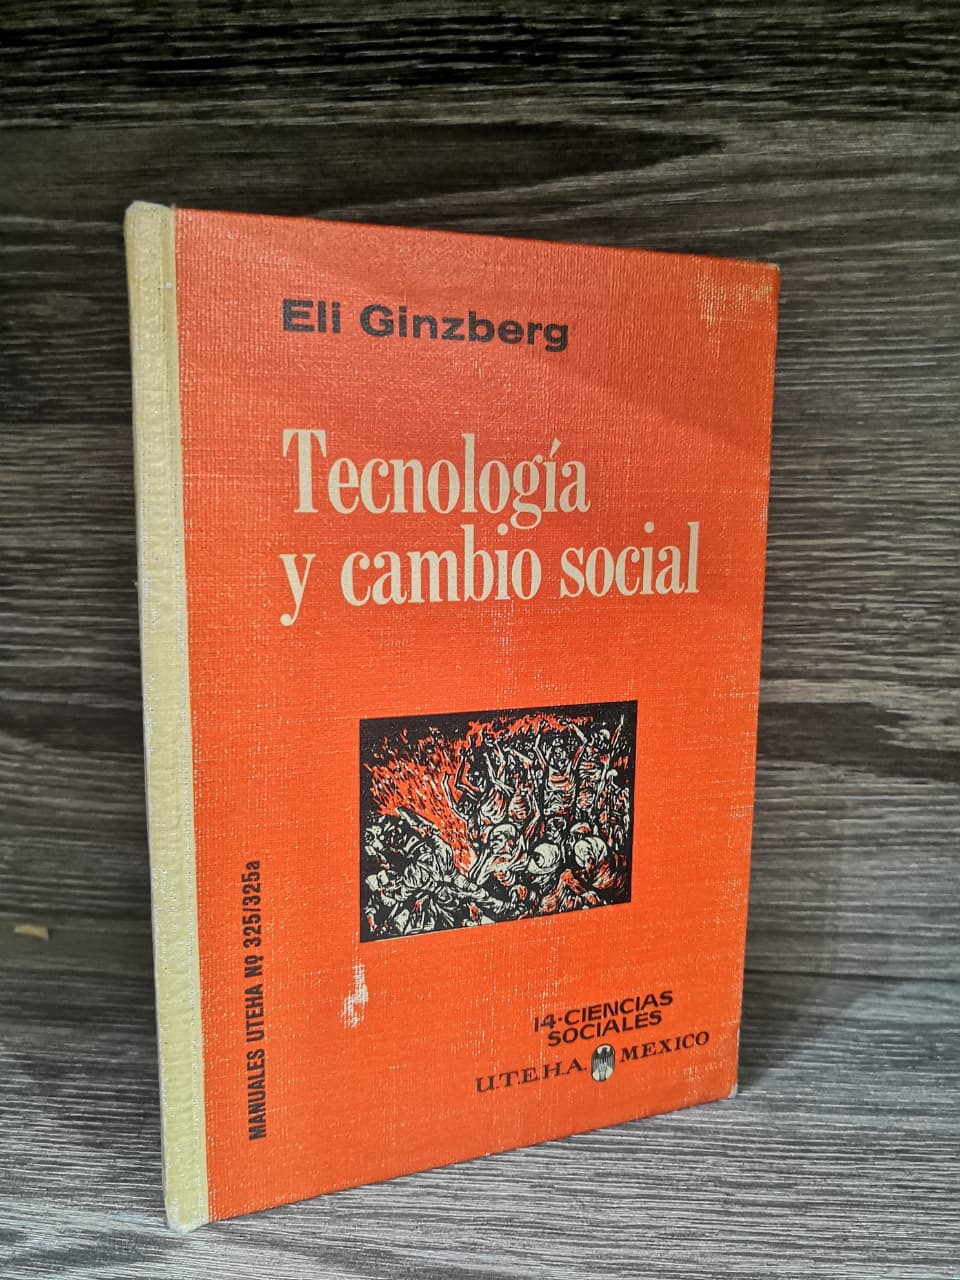 Eli Ginzberg
Tecnología
y cambio social
MANUALES UTEHA Nº 325/325a
14·CIENCIAS
SOCIALES
U.T.E.H.A. MEXICO